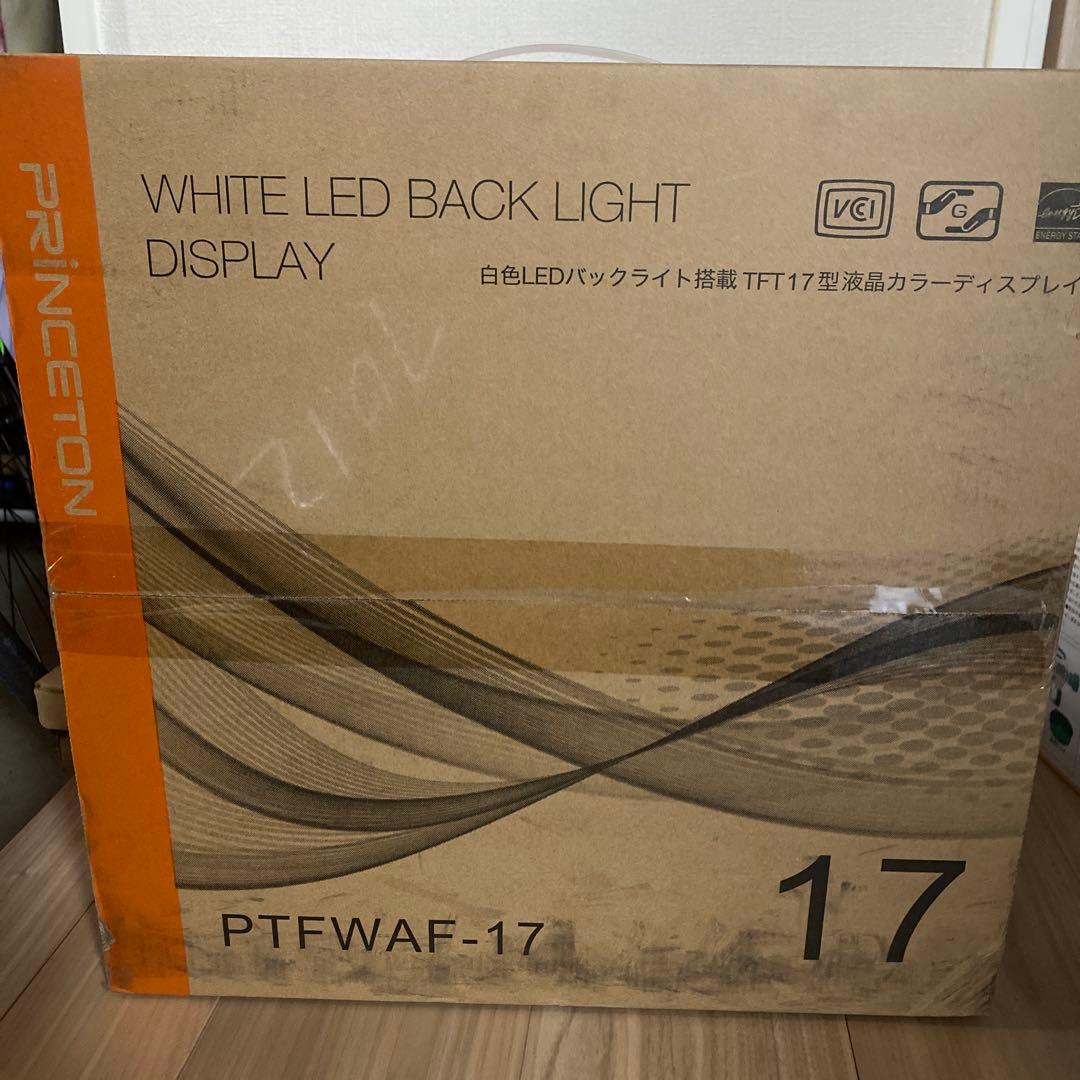 PRINCETON
WHITE LED BACK LIGHT
DISPLAY
VCCI
G
ENERGY STA
白色LEDバックライト搭載 TFT17型液晶カラーディスプレイ
PTFWAF-17
17